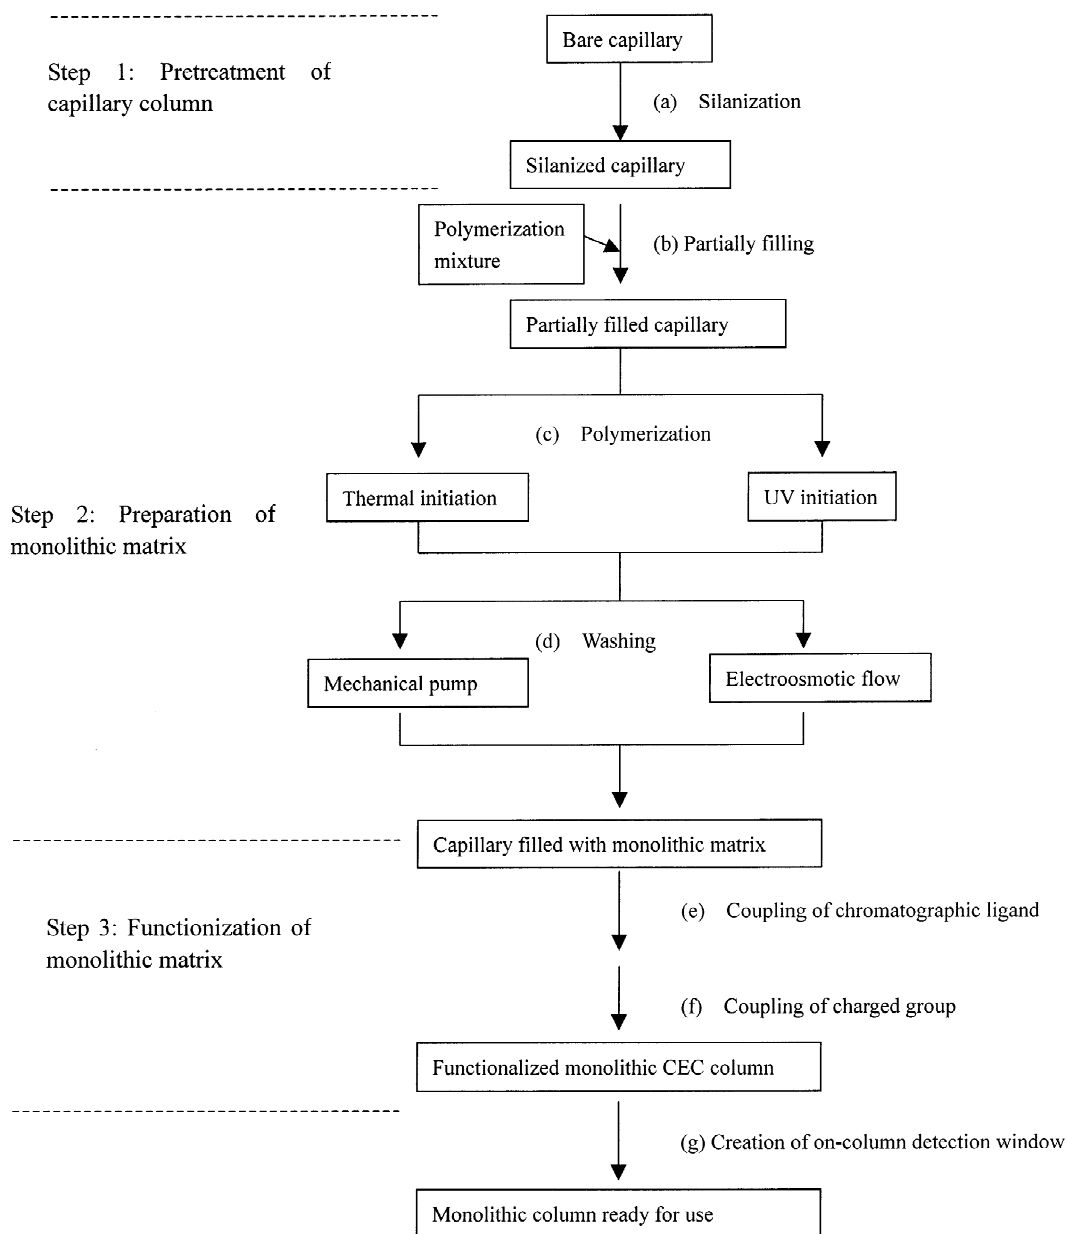 Bare capillary
Step 1: Pretreatment of
capillary column
(a) Silanization
Silanized capillary
Polymerization
mixture
(b) Partially filling
Partially filled capillary
(c) Polymerization
Thermal initiation
UV initiation
Step 2: Preparation of
monolithic matrix
(d) Washing
Mechanical pump
Electroosmotic flow
Capillary filled with monolithic matrix
Step 3: Functionization of
monolithic matrix
(e) Coupling of chromatographic ligand
(f) Coupling of charged group
Functionalized monolithic CEC column
(g) Creation of on-column detection window
Monolithic column ready for use